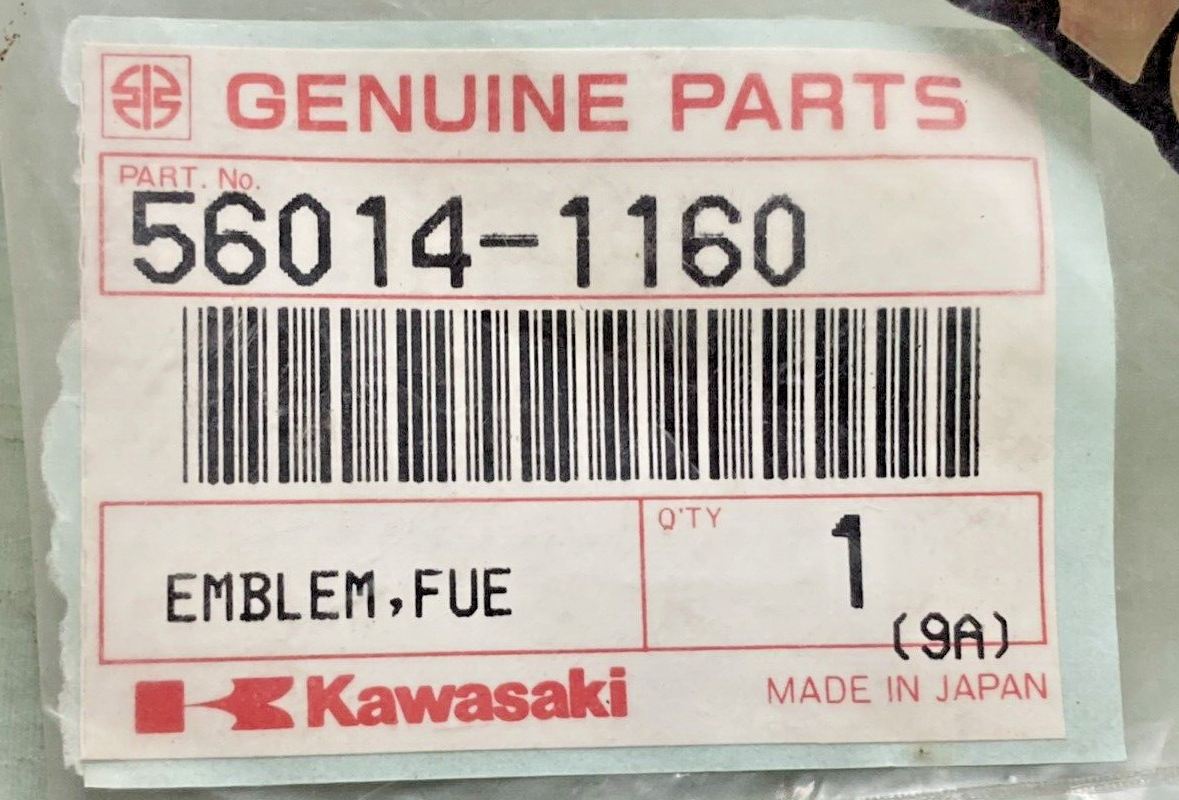 GENUINE PARTS
PART. No.
56014-1160
EMBLEM,FUE
Q'TY
1
(9A)
Kawasaki
MADE IN JAPAN